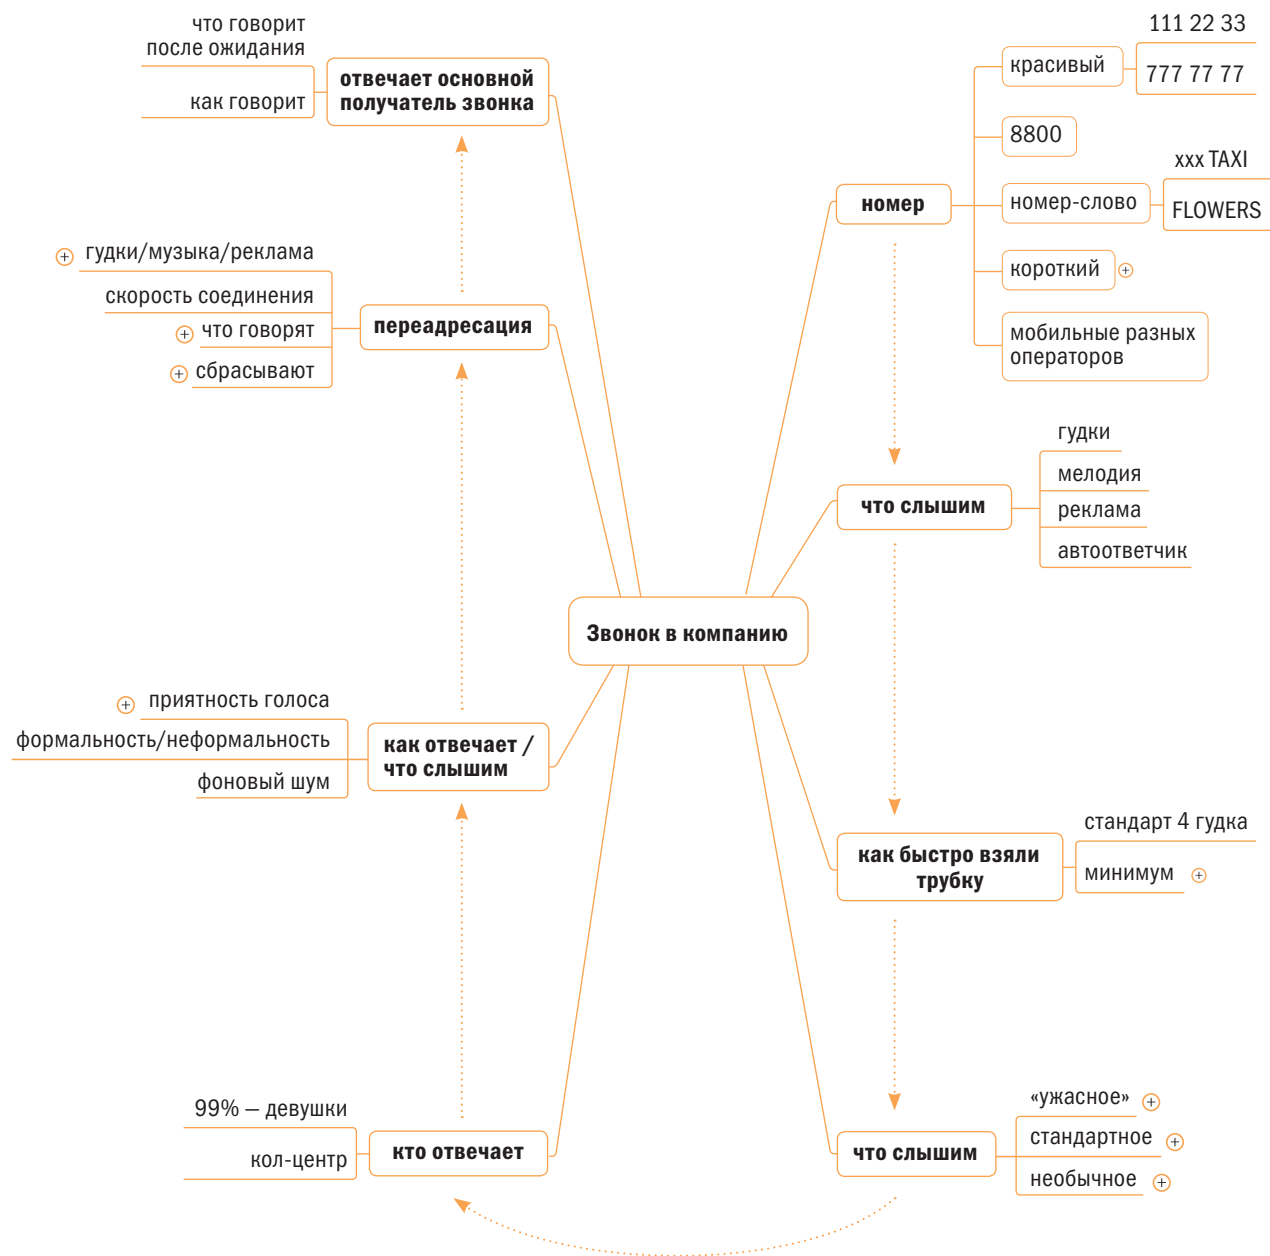 что говорит
после ожидания
как говорит
отвечает основной
получатель звонка
гудки/музыка/реклама
скорость соединения
что говорят
сбрасывают
переадресация
приятность голоса
формальность/неформальность
фоновый шум
как отвечает /
что слышим
99% — девушки
кол-центр
кто отвечает
Звонок в компанию
номер
красивый
111 22 33
777 77 77
8800
номер-слово
xxx TAXI
FLOWERS
короткий
мобильные разных
операторов
что слышим
гудки
мелодия
реклама
автоответчик
как быстро взяли
трубку
стандарт 4 гудка
минимум
что слышим
«ужасное»
стандартное
необычное